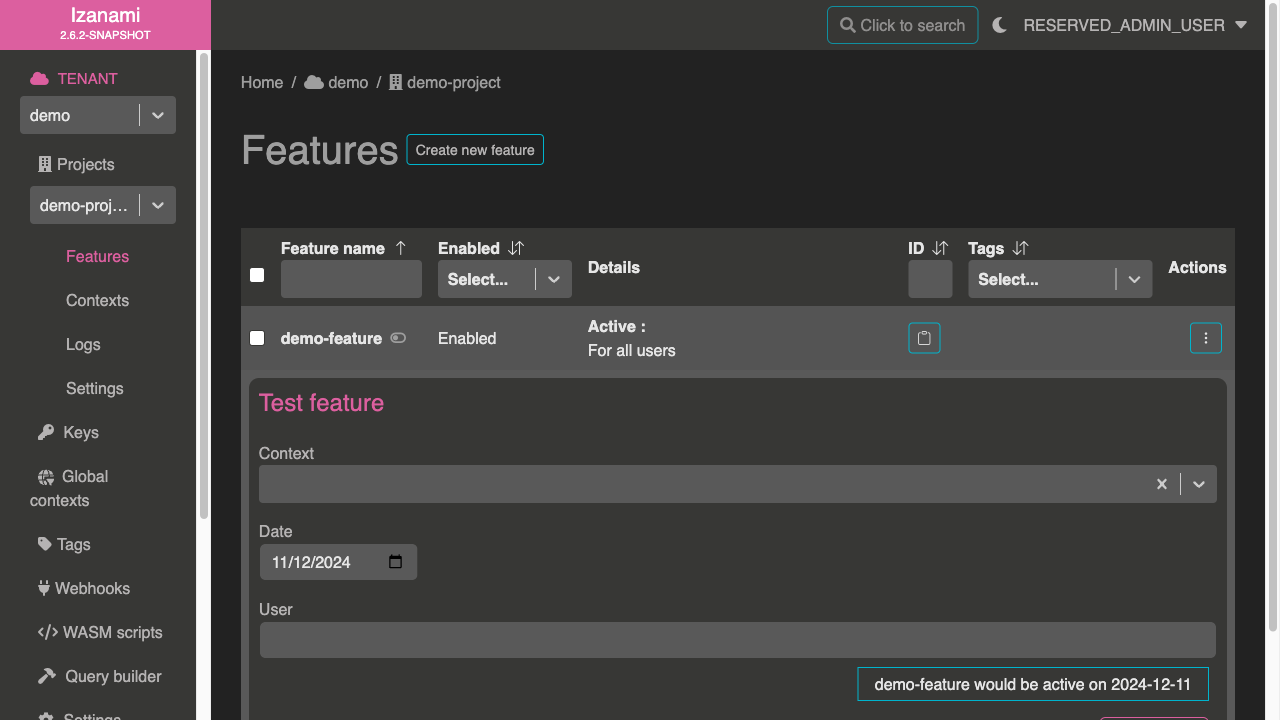 Izanami
2.6.2-SNAPSHOT
Click to search
RESERVED_ADMIN_USER
TENANT
demo
Projects
demo-proj...
Features
Contexts
Logs
Settings
Keys
Global
contexts
Tags
Webhooks
WASM scripts
Query builder
Settings
Home / demo / demo-project
Features
Create new feature
Feature name Enabled Details ID Tags Actions
Select... Select...
demo-feature Enabled Active :
For all users
Test feature
Context
Date
11/12/2024
User
demo-feature would be active on 2024-12-11